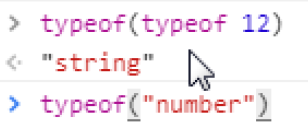 > typeof(typeof 12)
< "string"
> typeof("number")